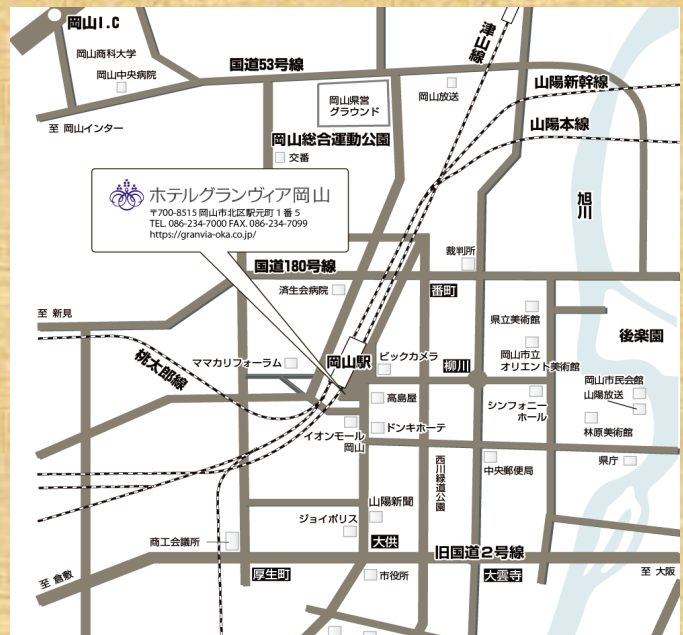 岡山I.C
岡山商科大学
岡山中央病院
国道53号線
至 岡山インター
津山線
岡山県営
グラウンド
岡山放送
山陽新幹線
山陽本線
岡山総合運動公園
交番
ホテルグランヴィア岡山
〒700-8515 岡山市北区駅元町1番5
TEL. 086-234-7000 FAX. 086-234-7099
https://granvia-oka.co.jp/
旭川
裁判所
国道180号線
済生会病院
番町
至 新見
県立美術館
後楽園
桃太郎線
ママカリフォーラム
岡山駅
ビックカメラ
柳川
岡山市立
オリエント美術館
岡山市民会館
山陽放送
高島屋
シンフォニー
ホール
イオンモール
岡山
ドンキホーテ
林原美術館
西川緑道公園
中央郵便局
県庁
山陽新聞
ジョイポリス
商工会議所
大供
旧国道2号線
至 倉敷
厚生町
市役所
大雲寺
至 大阪